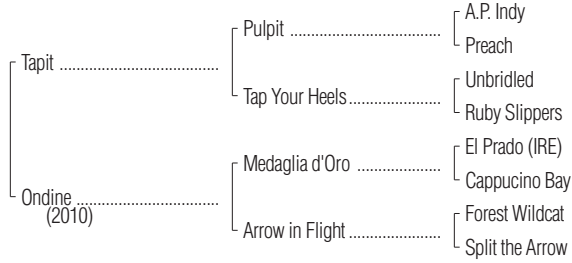 A.P. Indy
Pulpit ........................
Preach
Tapit ........................................
Unbridled
Tap Your Heels ........................
Ruby Slippers
El Prado (IRE)
Medaglia d'Oro .....................
Cappucino Bay
Ondine ........................................
(2010)
Forest Wildcat
Arrow in Flight .......................
Split the Arrow